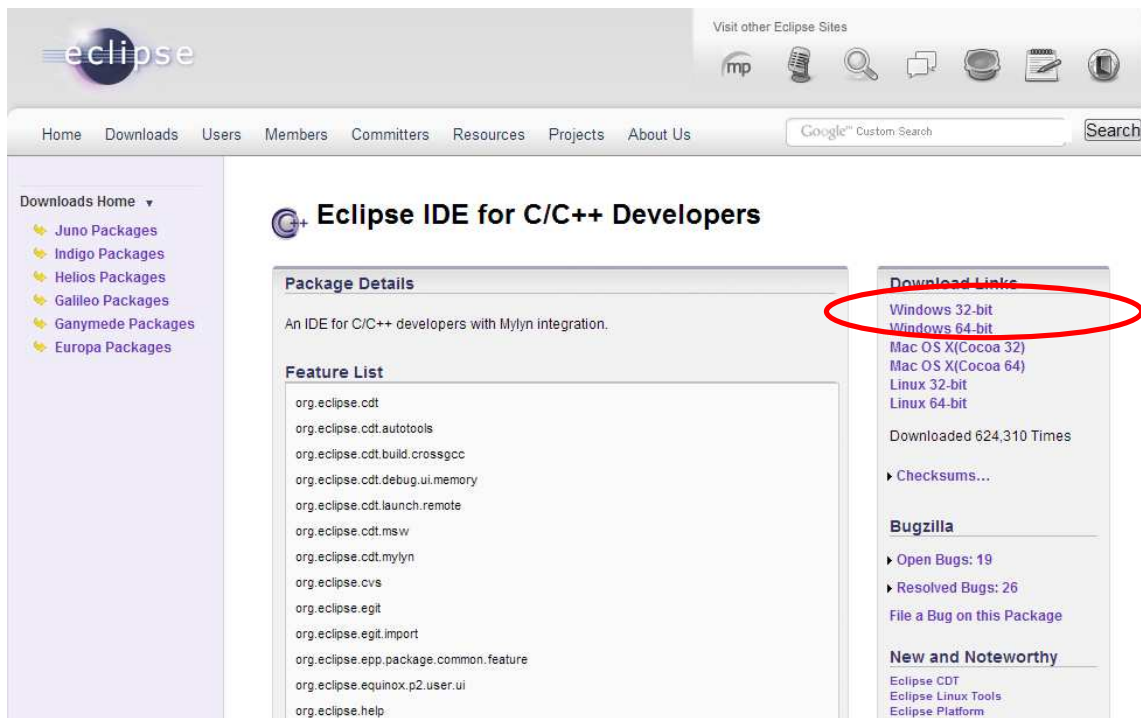 Visit other Eclipse Sites
eclipse
mp
Home Downloads Users Members Committers Resources Projects About Us
Google™ Custom Search
Search
Downloads Home
Juno Packages
Indigo Packages
Helios Packages
Galileo Packages
Ganymede Packages
Europa Packages
C++
Eclipse IDE for C/C++ Developers
Package Details
An IDE for C/C++ developers with Mylyn integration.
Feature List
org.eclipse.cdt
org.eclipse.cdt.autotools
org.eclipse.cdt.build.crossgcc
org.eclipse.cdt.debug.ui.memory
org.eclipse.cdt.launch.remote
org.eclipse.cdt.msw
org.eclipse.cdt.mylyn
org.eclipse.cvs
org.eclipse.egit
org.eclipse.egit.import
org.eclipse.epp.package.common.feature
org.eclipse.equinox.p2.user.ui
org.eclipse.help
Download Links
Windows 32-bit
Windows 64-bit
Mac OS X(Cocoa 32)
Mac OS X(Cocoa 64)
Linux 32-bit
Linux 64-bit
Downloaded 624,310 Times
Checksums...
Bugzilla
Open Bugs: 19
Resolved Bugs: 26
File a Bug on this Package
New and Noteworthy
Eclipse CDT
Eclipse Linux Tools
Eclipse Platform